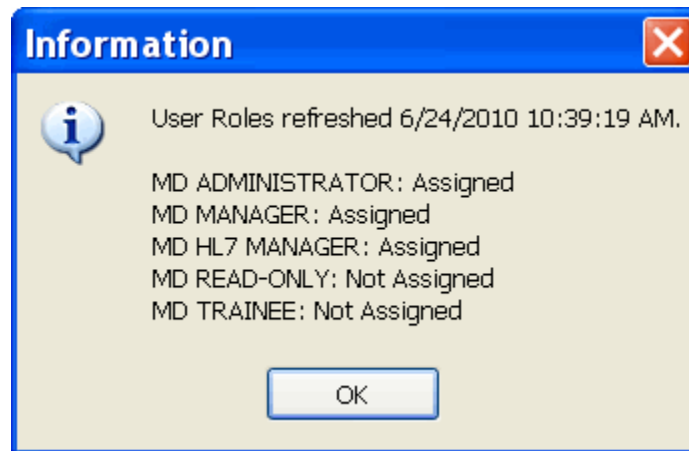 Information
User Roles refreshed 6/24/2010 10:39:19 AM.
MD ADMINISTRATOR: Assigned
MD MANAGER: Assigned
MD HL7 MANAGER: Assigned
MD READ-ONLY: Not Assigned
MD TRAINEE: Not Assigned
OK